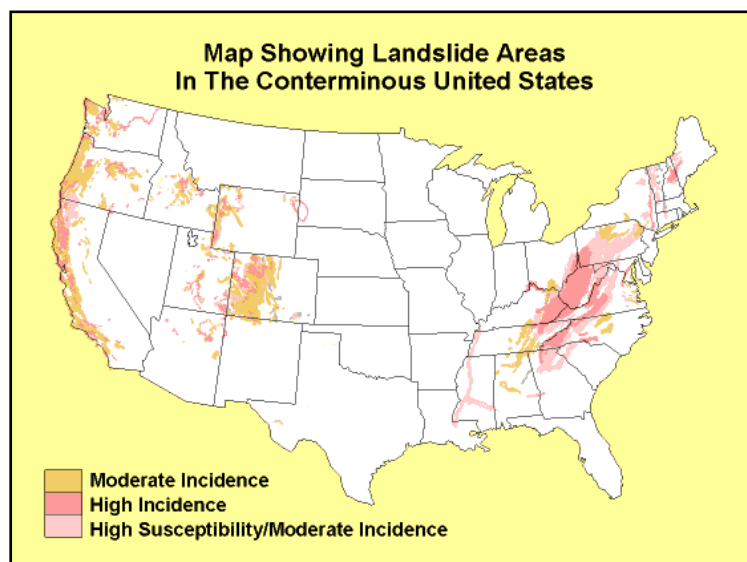 Map Showing Landslide Areas
In The Conterminous United States
Moderate Incidence
High Incidence
High Susceptibility/Moderate Incidence